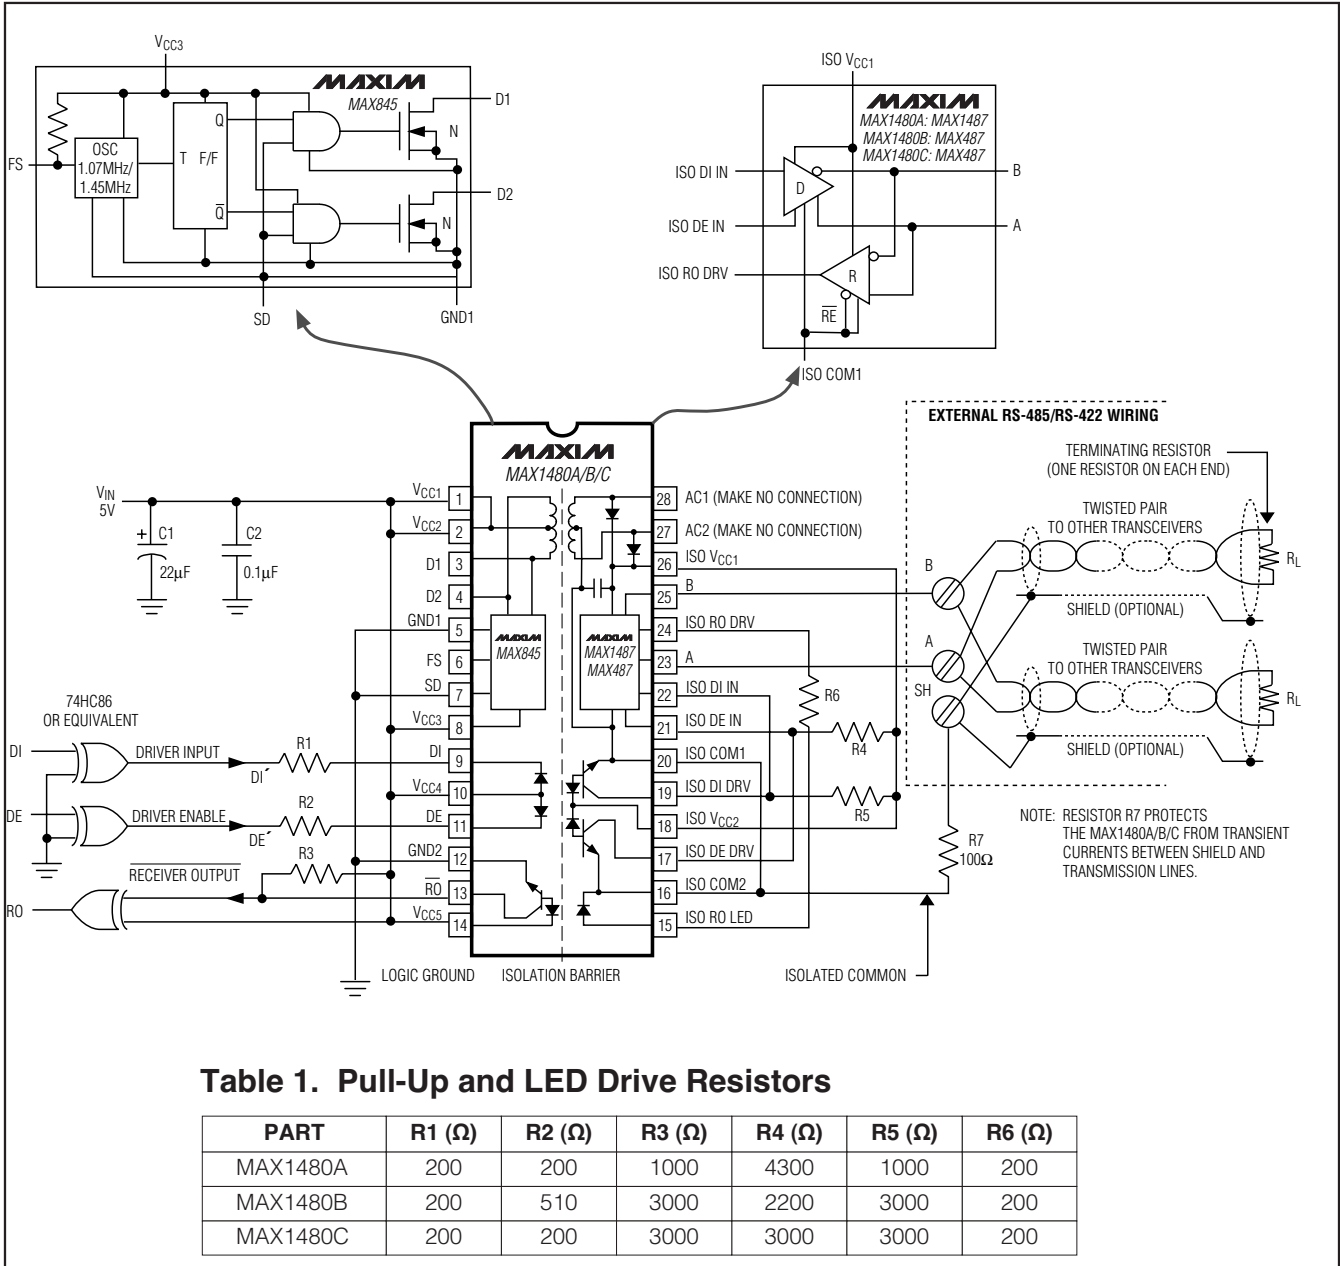 VCC3
MAXIM
MAX845
D1
Q
N
OSC
1.07MHz/
1.45MHz
T F/F
FS
Q̅
D2
N
SD
GND1
ISO VCC1
MAXIM
MAX1480A: MAX1487
MAX1480B: MAX487
MAX1480C: MAX487
ISO DI IN
D
B
ISO DE IN
A
ISO RO DRV
R
R̅E̅
ISO COM1
MAXIM
MAX1480A/B/C
VIN
5V
+ C1
22µF
C2
0.1µF
VCC1 1
VCC2 2
D1 3
D2 4
GND1 5
FS 6
SD 7
VCC3 8
DI 9
VCC4 10
DE 11
GND2 12
R̅O̅ 13
VCC5 14
MAXIM
MAX845
MAXIM
MAX1487
MAX487
28 AC1 (MAKE NO CONNECTION)
27 AC2 (MAKE NO CONNECTION)
26 ISO VCC1
25 B
24 ISO RO DRV
23 A
22 ISO DI IN
21 ISO DE IN
20 ISO COM1
19 ISO DI DRV
18 ISO VCC2
17 ISO DE DRV
16 ISO COM2
15 ISO RO LED
74HC86
OR EQUIVALENT
DI
DRIVER INPUT
DI´
R1
DE
DRIVER ENABLE
DE´
R2
R3
R̅E̅C̅E̅I̅V̅E̅R̅ O̅U̅T̅P̅U̅T̅
RO
LOGIC GROUND
ISOLATION BARRIER
R6
R4
R5
R7
100Ω
ISOLATED COMMON
EXTERNAL RS-485/RS-422 WIRING
TERMINATING RESISTOR
(ONE RESISTOR ON EACH END)
TWISTED PAIR
TO OTHER TRANSCEIVERS
B
RL
SHIELD (OPTIONAL)
A
TWISTED PAIR
TO OTHER TRANSCEIVERS
SH
RL
SHIELD (OPTIONAL)
NOTE: RESISTOR R7 PROTECTS
THE MAX1480A/B/C FROM TRANSIENT
CURRENTS BETWEEN SHIELD AND
TRANSMISSION LINES.
Table 1. Pull-Up and LED Drive Resistors
PART R1 (Ω) R2 (Ω) R3 (Ω) R4 (Ω) R5 (Ω) R6 (Ω)
MAX1480A 200 200 1000 4300 1000 200
MAX1480B 200 510 3000 2200 3000 200
MAX1480C 200 200 3000 3000 3000 200